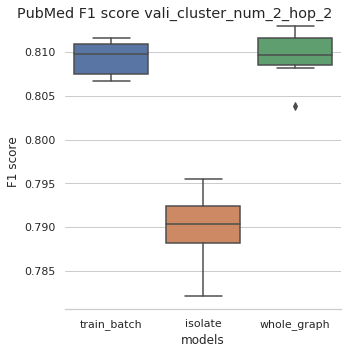 PubMed F1 score vali_cluster_num_2_hop_2
0.810
0.805
0.800
0.795
0.790
0.785
F1 score
train_batch isolate whole_graph
models